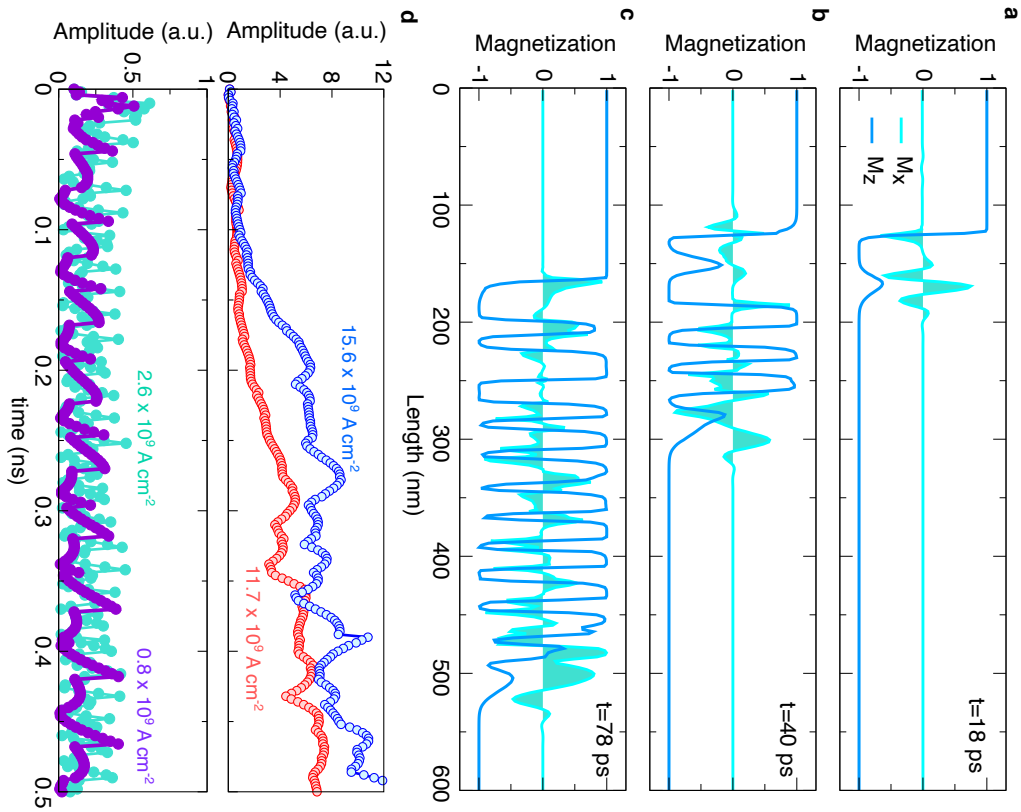 a
Magnetization
1
0
-1
t=18 ps
Mx
Mz
b
Magnetization
1
0
-1
t=40 ps
c
Magnetization
1
0
-1
t=78 ps
0 100 200 300 400 500 600
Length (nm)
d
Amplitude (a.u.)
12
8
4
0
15.6 x 10⁹ A cm⁻²
11.7 x 10⁹ A cm⁻²
Amplitude (a.u.)
1
0.5
0
2.6 x 10⁹ A cm⁻²
0.8 x 10⁹ A cm⁻²
0 0.1 0.2 0.3 0.4 0.5
time (ns)